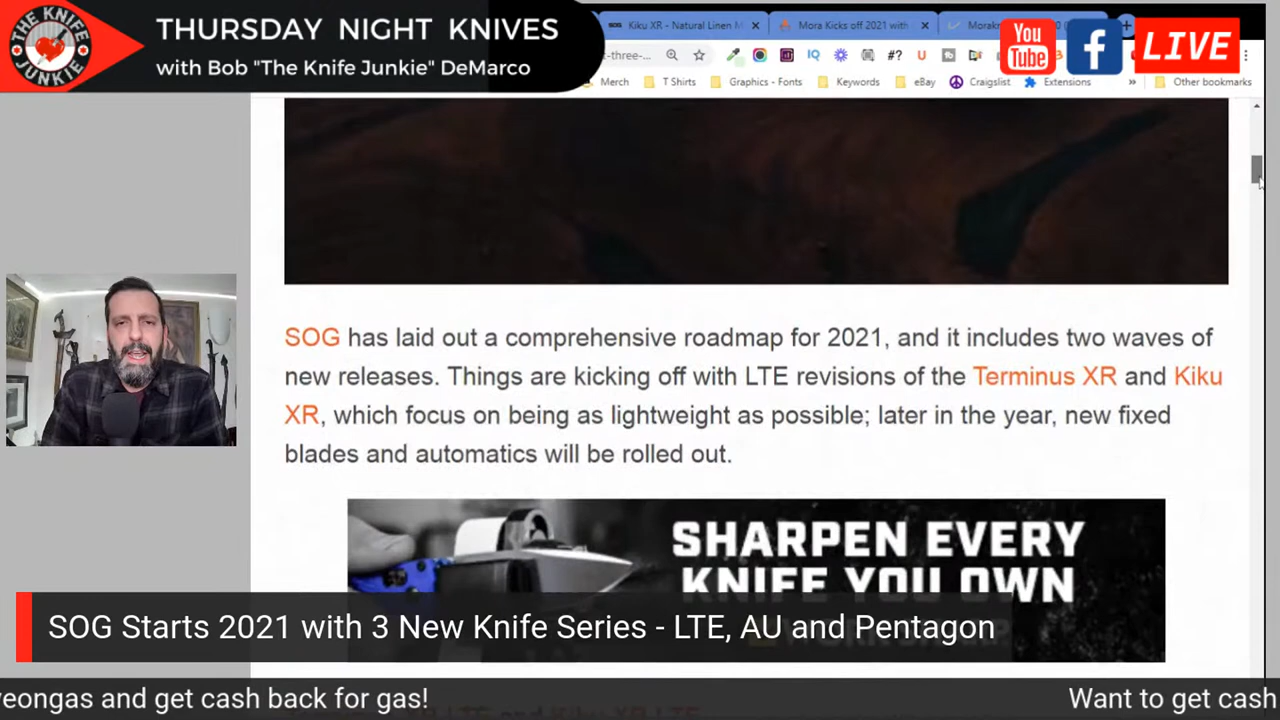 THE KNIFE
JUNKIE
THURSDAY NIGHT KNIVES
with Bob "The Knife Junkie" DeMarco
SOG Kiku XR - Natural Linen M
Mora Kicks off 2021 with
You
Tube
LIVE
t-three-...
IQ
#?
Merch
T Shirts
Graphics - Fonts
Keywords
eBay
Craigslist
Extensions
»
Other bookmarks
SOG has laid out a comprehensive roadmap for 2021, and it includes two waves of
new releases. Things are kicking off with LTE revisions of the Terminus XR and Kiku
XR, which focus on being as lightweight as possible; later in the year, new fixed
blades and automatics will be rolled out.
SHARPEN EVERY
KNIFE YOU OWN
SOG Starts 2021 with 3 New Knife Series - LTE, AU and Pentagon
yeongas and get cash back for gas!
Want to get cash